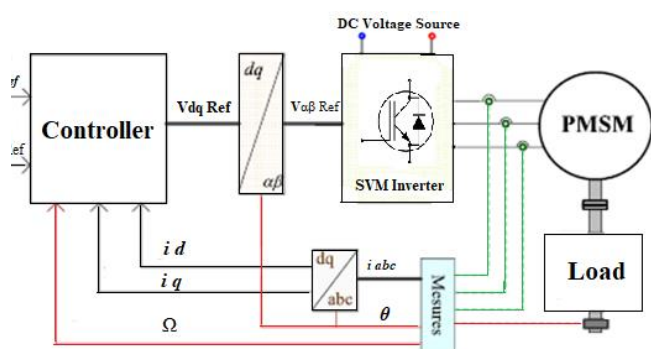 DC Voltage Source
dq
Vdq Ref
Vαβ Ref
Controller
PMSM
αβ
SVM Inverter
i d
dq
i abc
i q
abc
Mesures
Load
Ω
θ